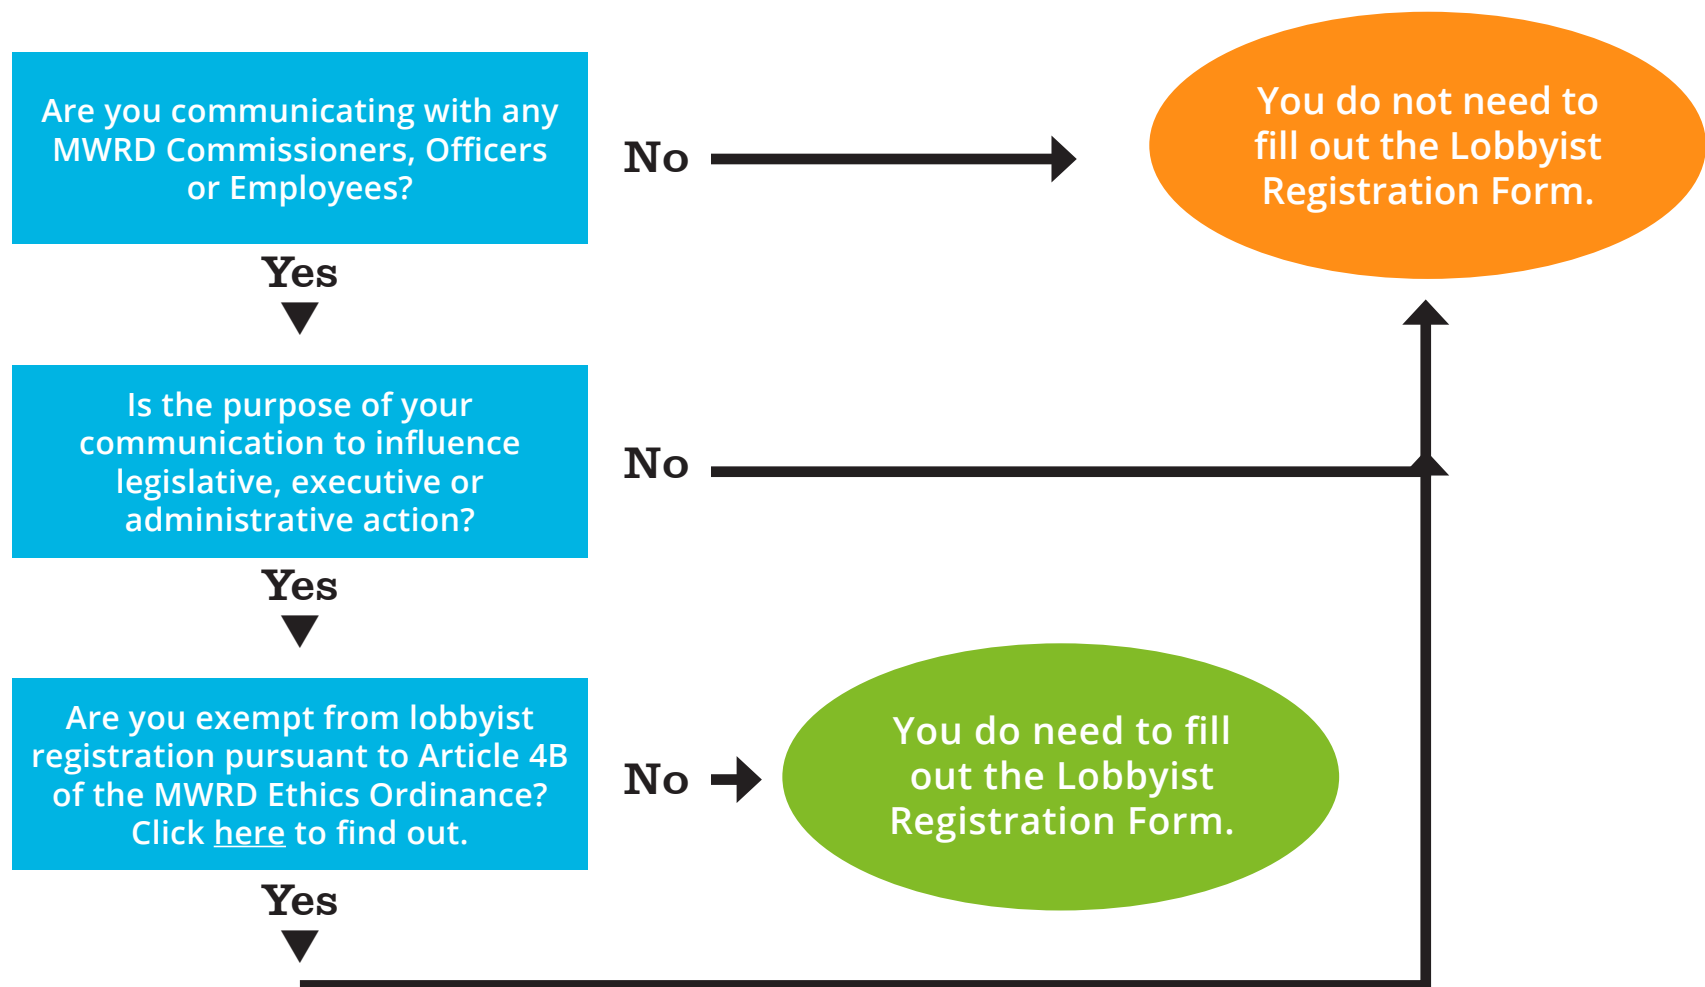 Are you communicating with any
MWRD Commissioners, Officers
or Employees?
No
You do not need to
fill out the Lobbyist
Registration Form.
Yes
Is the purpose of your
communication to influence
legislative, executive or
administrative action?
No
Yes
Are you exempt from lobbyist
registration pursuant to Article 4B
of the MWRD Ethics Ordinance?
Click here to find out.
No
You do need to fill
out the Lobbyist
Registration Form.
Yes